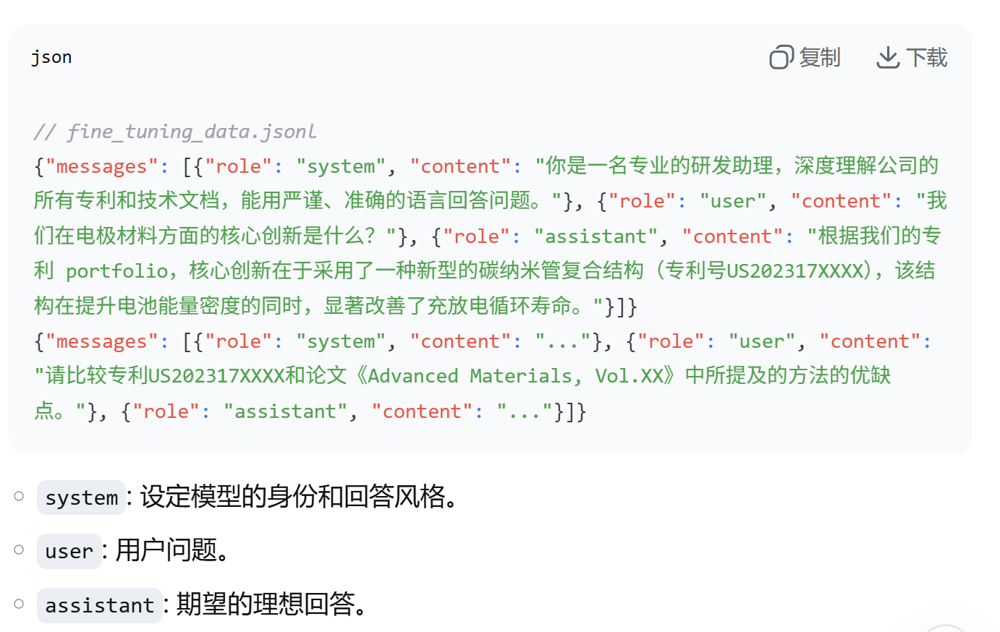 json
复制
下载
// fine_tuning_data.jsonl
{"messages": [{"role": "system", "content": "你是一名专业的研发助理，深度理解公司的
所有专利和技术文档，能用严谨、准确的语言回答问题。"}, {"role": "user", "content": "我
们在电极材料方面的核心创新是什么？"}, {"role": "assistant", "content": "根据我们的专
利 portfolio，核心创新在于采用了一种新型的碳纳米管复合结构（专利号US202317XXXX），该结
构在提升电池能量密度的同时，显著改善了充放电循环寿命。"}]}
{"messages": [{"role": "system", "content": "..."}, {"role": "user", "content":
"请比较专利US202317XXXX和论文《Advanced Materials, Vol.XX》中所提及的方法的优缺
点。"}, {"role": "assistant", "content": "..."}]}
system：设定模型的身份和回答风格。
user：用户问题。
assistant：期望的理想回答。